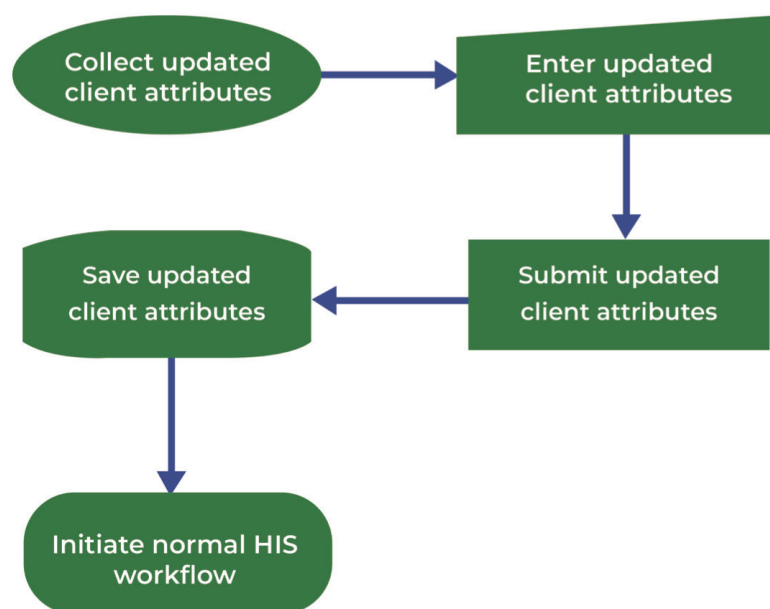 Collect updated
client attributes
Enter updated
client attributes
Submit updated
client attributes
Save updated
client attributes
Initiate normal HIS
workflow